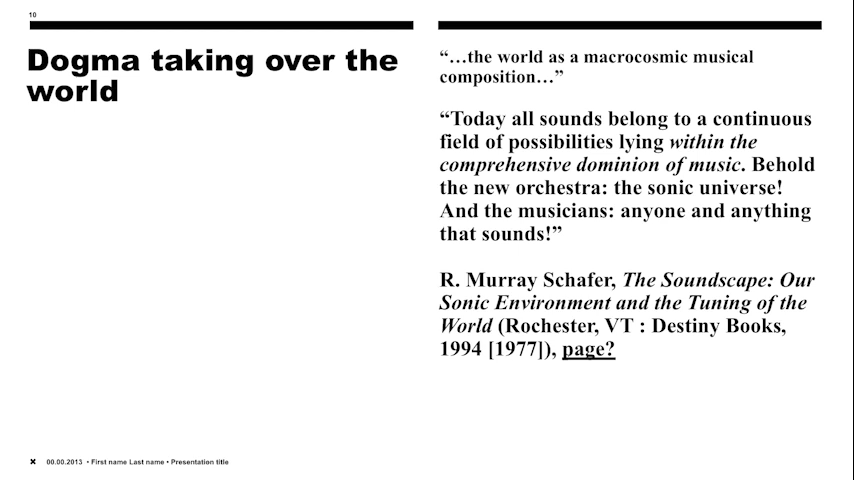 10
Dogma taking over the
world
“…the world as a macrocosmic musical
composition…”
“Today all sounds belong to a continuous
field of possibilities lying within the
comprehensive dominion of music. Behold
the new orchestra: the sonic universe!
And the musicians: anyone and anything
that sounds!”
R. Murray Schafer, The Soundscape: Our
Sonic Environment and the Tuning of the
World (Rochester, VT : Destiny Books,
1994 [1977]), page?
00.00.2013 • First name Last name • Presentation title